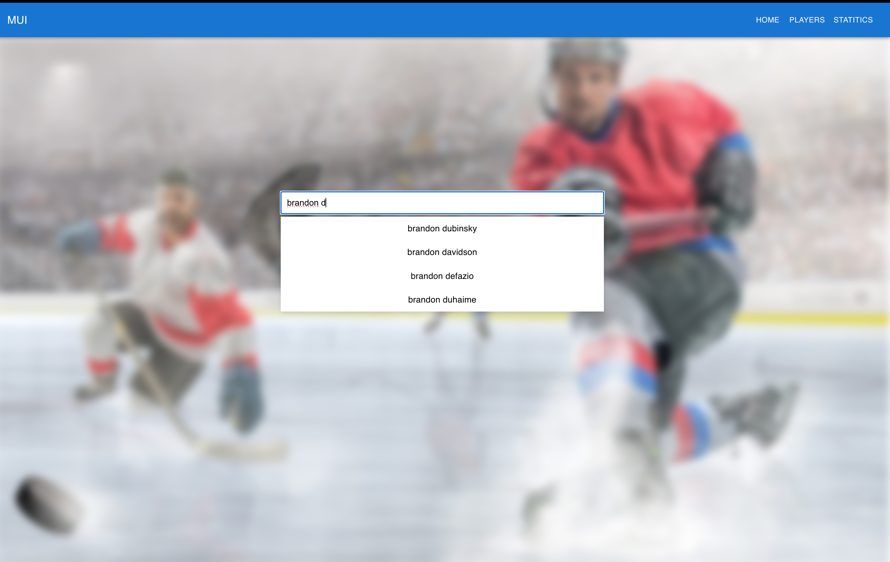 MUI HOME PLAYERS STATITICS
brandon d
brandon dubinsky
brandon davidson
brandon defazio
brandon duhaime